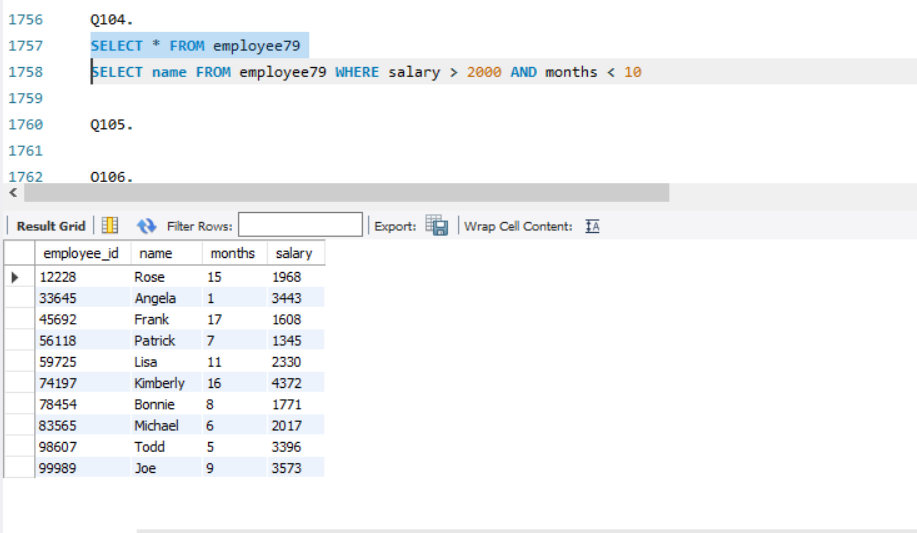 1756 Q104.
1757 SELECT * FROM employee79
1758 SELECT name FROM employee79 WHERE salary > 2000 AND months < 10
1759
1760 Q105.
1761
1762 Q106.
Result Grid Filter Rows: Export: Wrap Cell Content: IA
employee_id name months salary
12228 Rose 15 1968
33645 Angela 1 3443
45692 Frank 17 1608
56118 Patrick 7 1345
59725 Lisa 11 2330
74197 Kimberly 16 4372
78454 Bonnie 8 1771
83565 Michael 6 2017
98607 Todd 5 3396
99989 Joe 9 3573